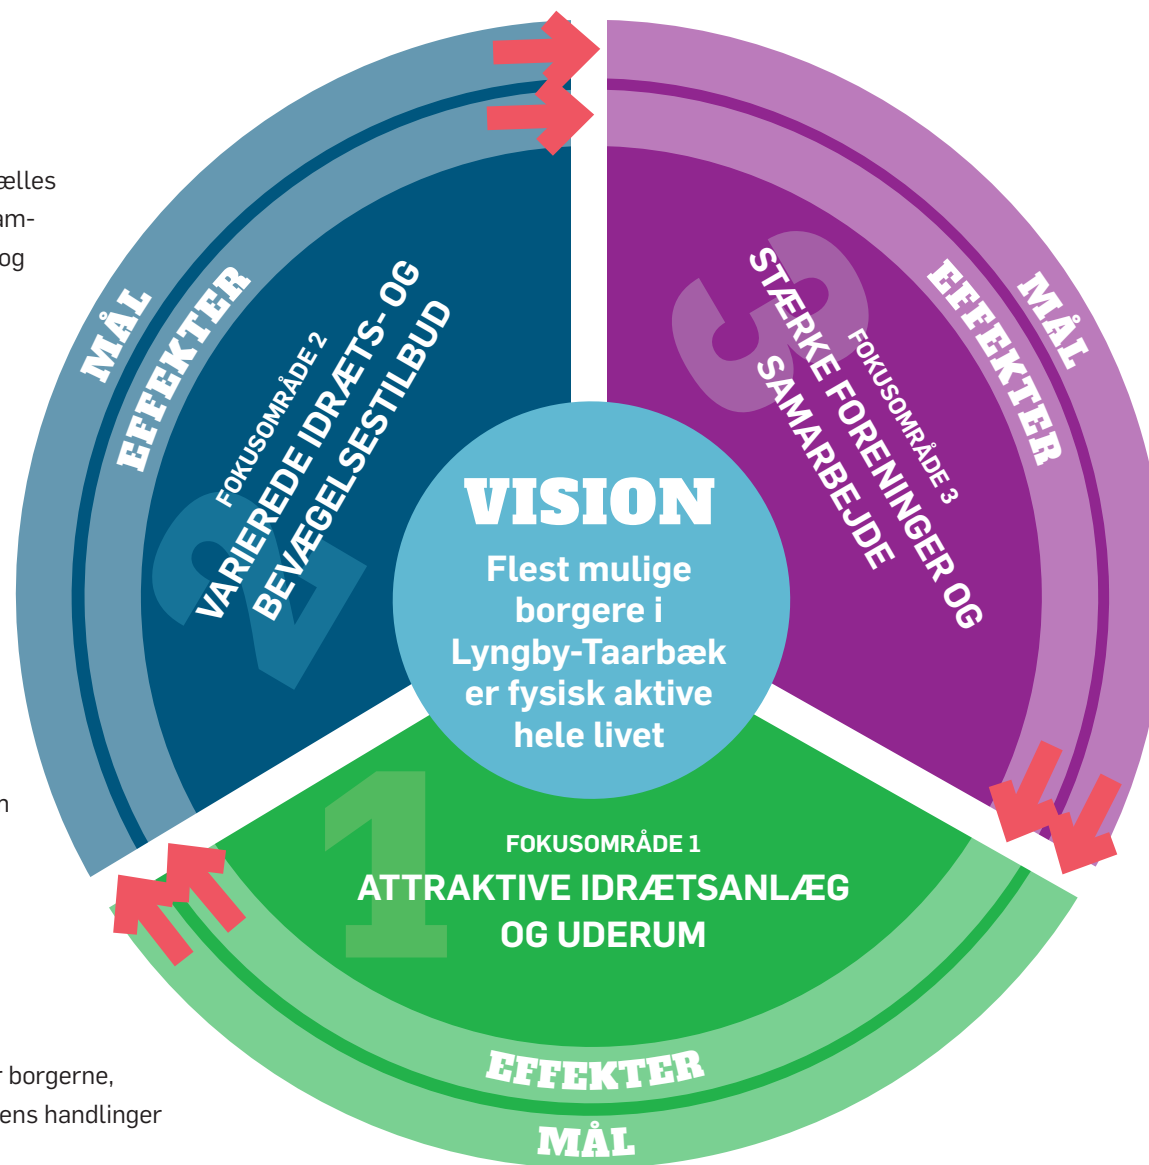 ælles
am-
og
n
r borgerne,
ens handlinger
MÅL
EFFEKTER
2
FOKUSOMRÅDE 2
VARIEREDE IDRÆTS- OG
BEVÆGELSESTILBUD
MÅL
EFFEKTER
3
FOKUSOMRÅDE 3
STÆRKE FORENINGER OG
SAMARBEJDE
VISION
Flest mulige
borgere i
Lyngby-Taarbæk
er fysisk aktive
hele livet
1
FOKUSOMRÅDE 1
ATTRAKTIVE IDRÆTSANLÆG
OG UDERUM
EFFEKTER
MÅL